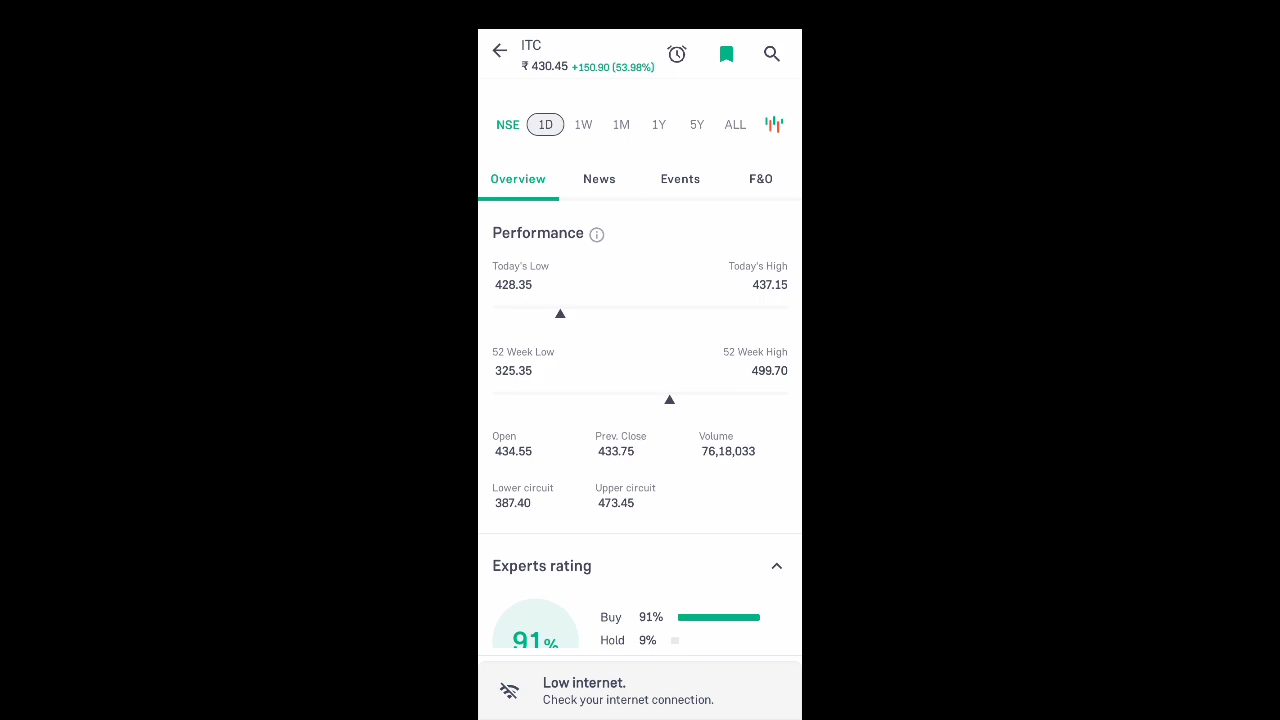 ITC
₹ 430.45 +150.90 (53.98%)
NSE 1D 1W 1M 1Y 5Y ALL
Overview News Events F&O
Performance
Today's Low Today's High
428.35 437.15
52 Week Low 52 Week High
325.35 499.70
Open Prev. Close Volume
434.55 433.75 76,18,033
Lower circuit Upper circuit
387.40 473.45
Experts rating
Buy 91%
91%
Hold 9%
Low internet.
Check your internet connection.